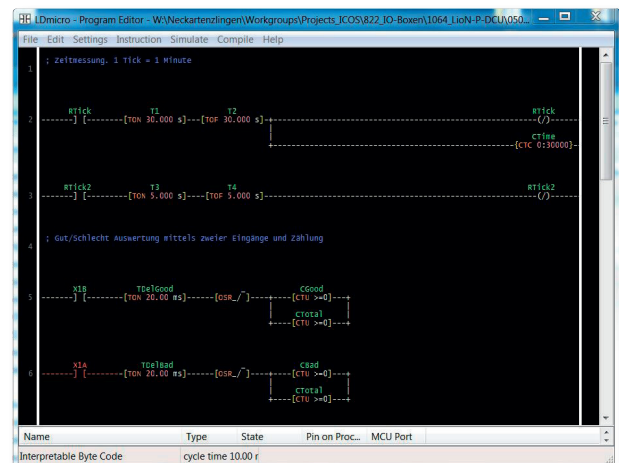 LDmicro - Program Editor - W:\Neckartenzlingen\Workgroups\Projects_ICOS\822_IO-Boxen\1064_LioN-P-DCU\050...
File Edit Settings Instruction Simulate Compile Help
1 ; Zeitmessung. 1 Tick = 1 Minute
RTick T1 T2 RTick
2 -------] [--------[TON 30.000 s]---[TOF 30.000 s]-+--------(/)-----
CTime
+--------{CTC 0:30000}-
RTick2 T3 T4 RTick2
3 -------] [--------[TON 5.000 s]---[TOF 5.000 s]--------(/)-----
4 ; Gut/Schlecht Auswertung mittels zweier Eingänge und Zählung
X1B TDelGood CGood
5 -------] [--------[TON 20.00 ms]------[OSR_/‾]----+----[CTU >=0]---+
CTotal
+----[CTU >=0]---+
X1A TDelBad CBad
6 -------] [--------[TON 20.00 ms]------[OSR_/‾]----+----[CTU >=0]---+
CTotal
+----[CTU >=0]---+
Name Type State Pin on Proc... MCU Port
Interpretable Byte Code cycle time 10.00 r